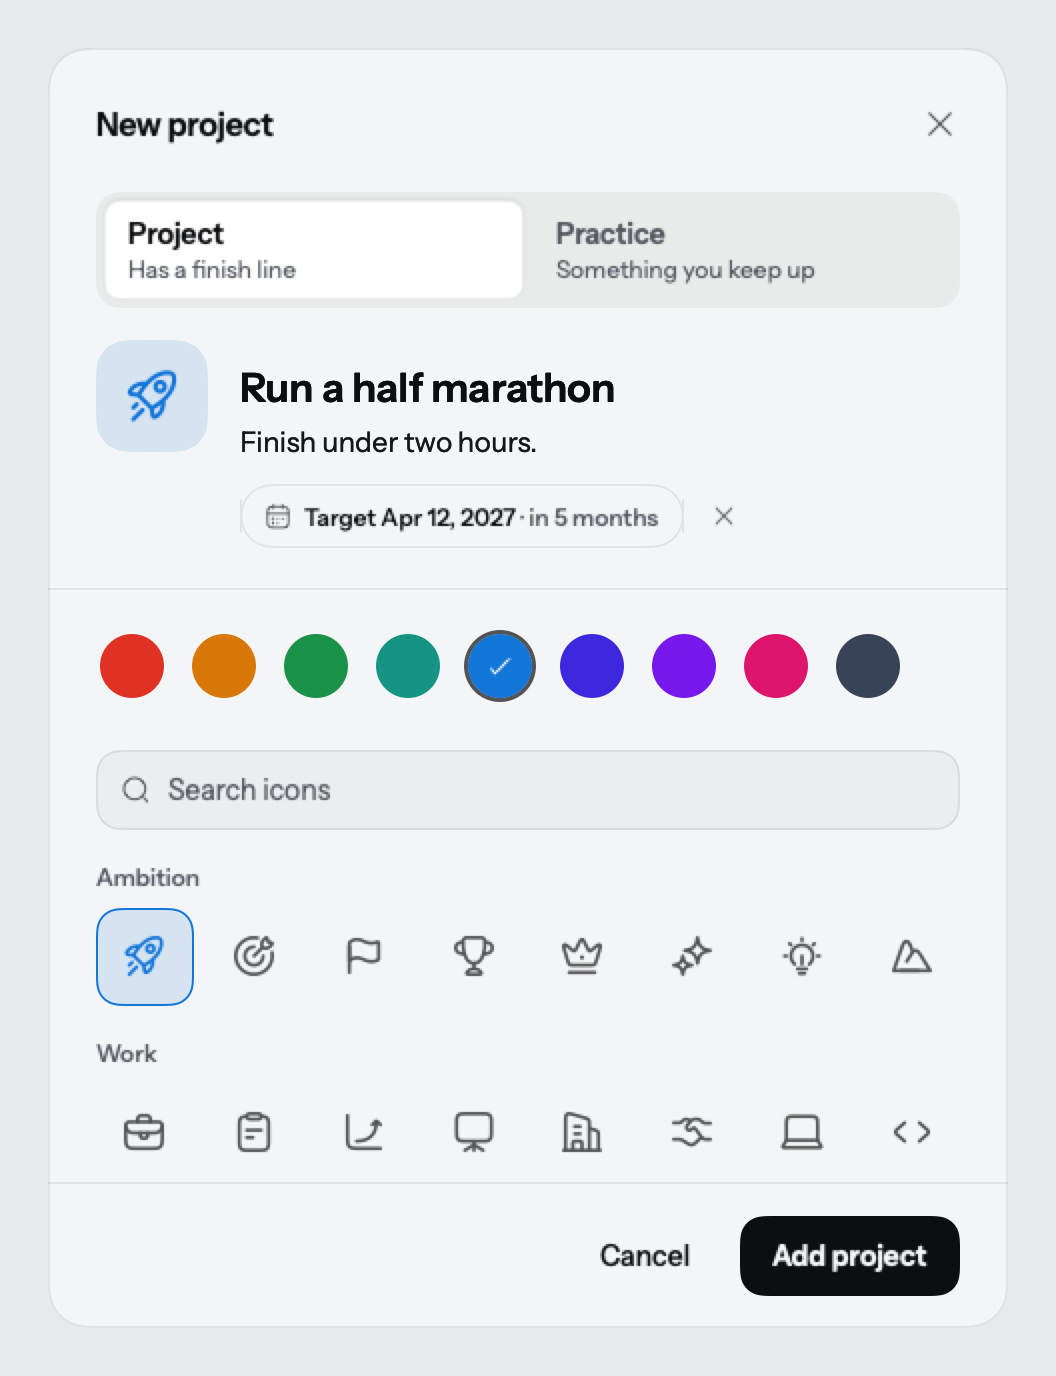 New project
Project
Has a finish line
Practice
Something you keep up
Run a half marathon
Finish under two hours.
Target Apr 12, 2027 · in 5 months
Search icons
Ambition
Work
Cancel
Add project